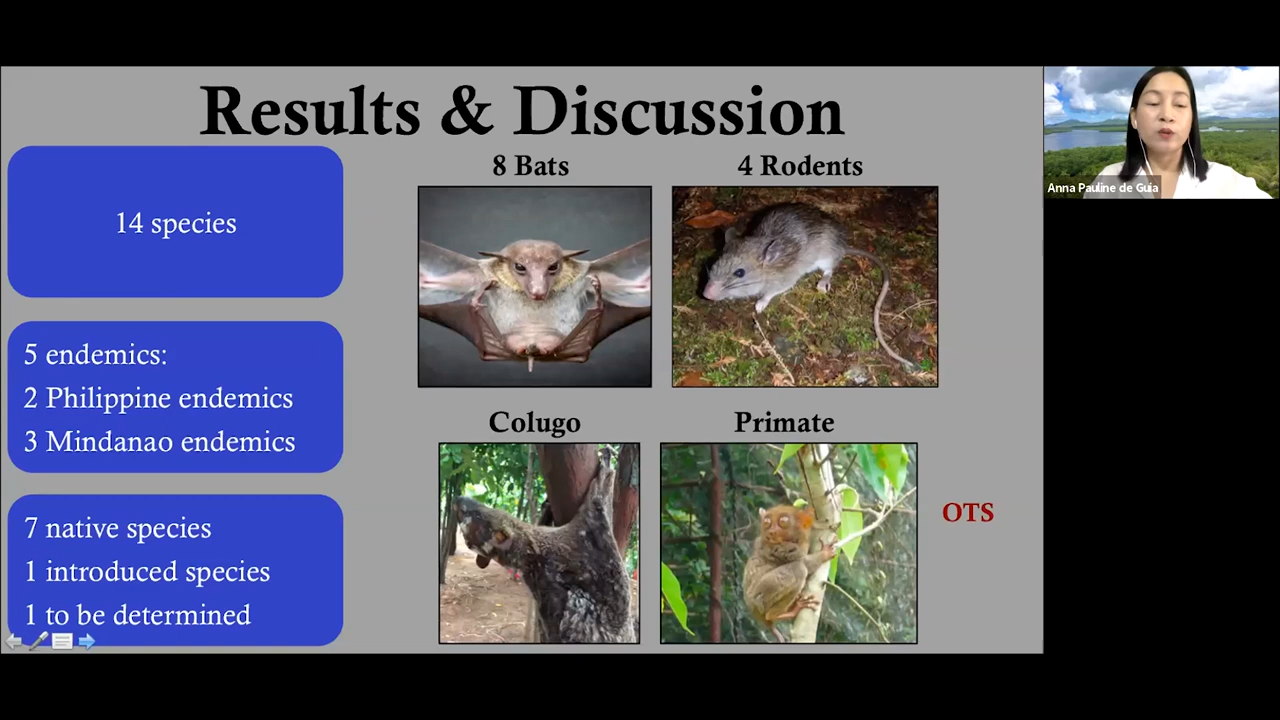 Results & Discussion
14 species
5 endemics:
2 Philippine endemics
3 Mindanao endemics
7 native species
1 introduced species
1 to be determined
8 Bats
4 Rodents
Colugo
Primate
OTS
Anna Pauline de Guia